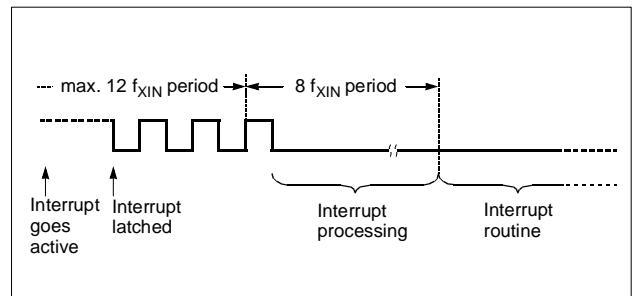 max. 12 fXIN period
8 fXIN period
Interrupt
goes
active
Interrupt
latched
Interrupt
processing
Interrupt
routine